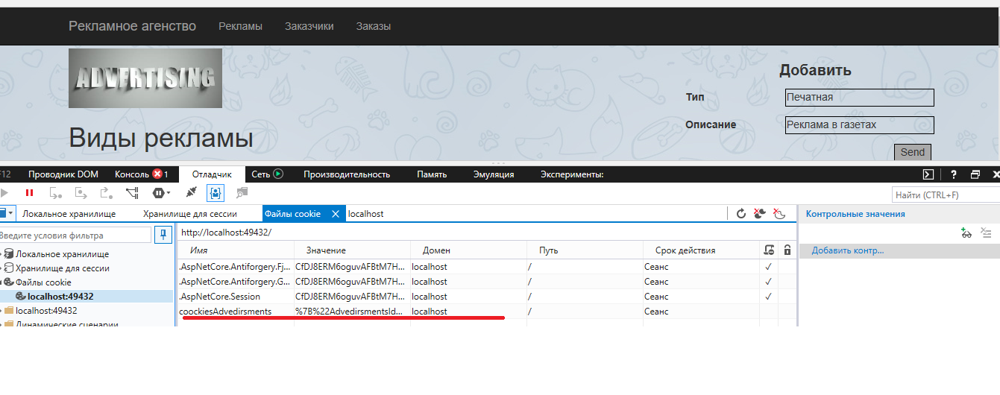 Рекламное агенство Рекламы Заказчики Заказы
ADVERTISING
Добавить
Тип Печатная
Описание Реклама в газетах
Виды рекламы
Send
F12 Проводник DOM Консоль 1 Отладчик Сеть Производительность Память Эмуляция Эксперименты:
Найти (CTRL+F)
Локальное хранилище Хранилище для сессии Файлы cookie localhost
Контрольные значения
Введите условия фильтра
http://localhost:49432/
Имя Значение Домен Путь Срок действия
Добавить контр...
Локальное хранилище
Хранилище для сессии
Файлы cookie
localhost:49432
localhost:49432
Динамические сценарии
.AspNetCore.Antiforgery.Fj... CfDJ8ERM6oguvAFBtM7H... localhost / Сеанс ✓
.AspNetCore.Antiforgery.G... CfDJ8ERM6oguvAFBtM7H... localhost / Сеанс ✓
.AspNetCore.Session CfDJ8ERM6oguvAFBtM7H... localhost / Сеанс ✓
coockiesAdvedirsments %7B%22AdvedirsmentsId... localhost / Сеанс